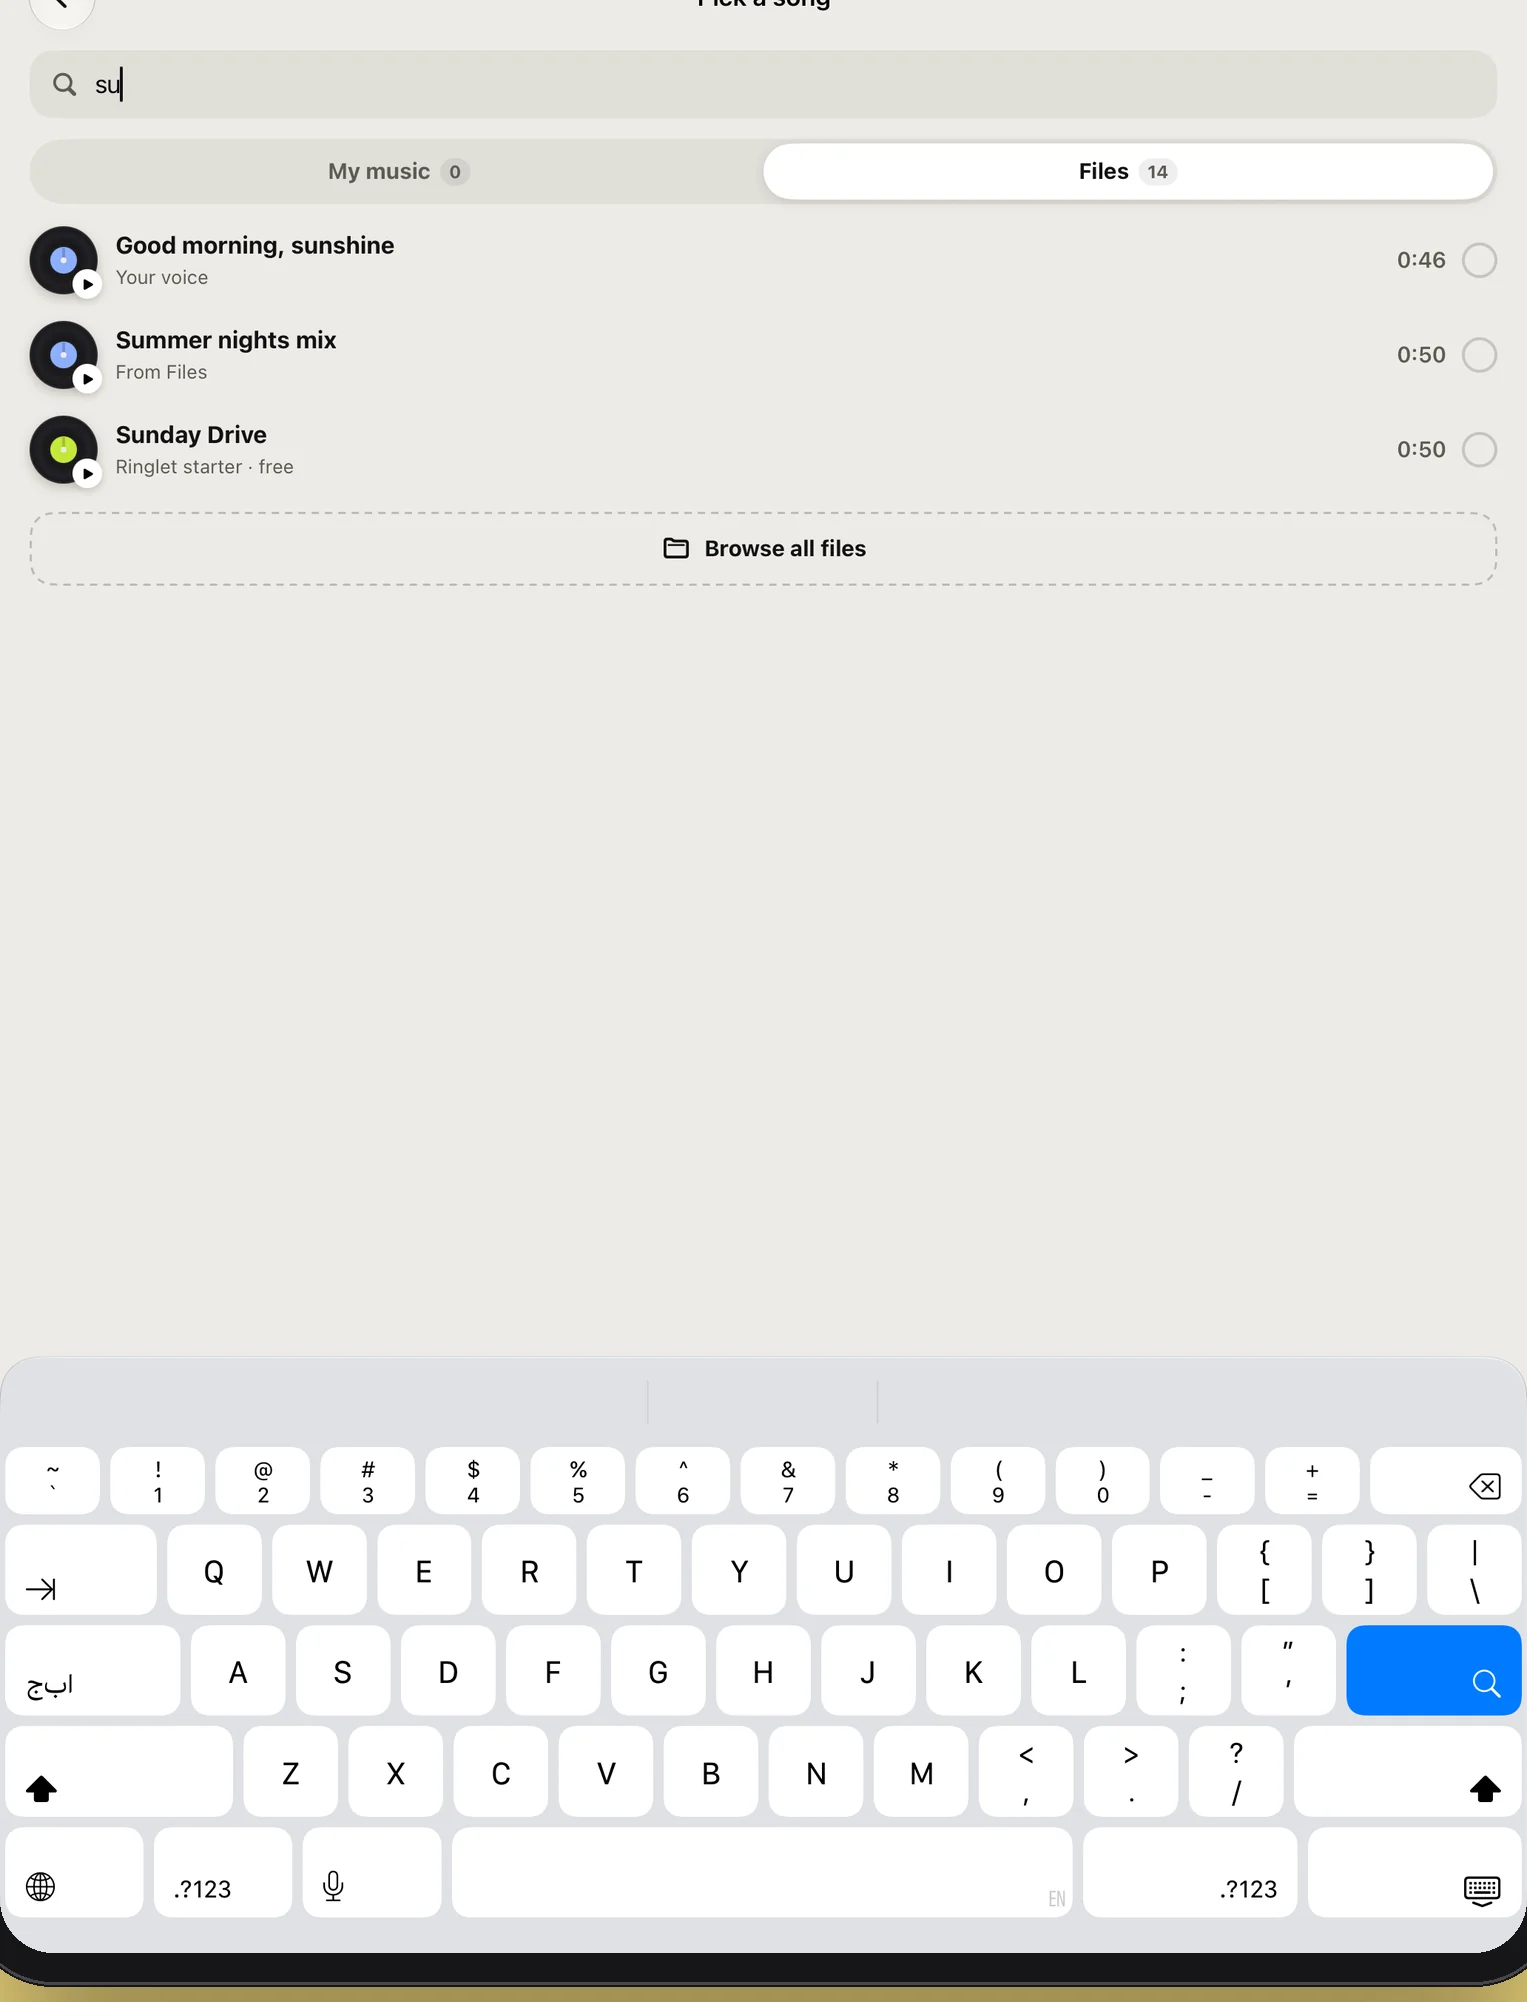 Pick a song
su
My music 0
Files 14
Good morning, sunshine
Your voice
0:46
Summer nights mix
From Files
0:50
Sunday Drive
Ringlet starter · free
0:50
Browse all files
~ ! @ # $ % ^ & * ( ) _ +
` 1 2 3 4 5 6 7 8 9 0 - =
Q W E R T Y U I O P { } |
[ ] \
ابج A S D F G H J K L : "
; '
Z X C V B N M < > ?
, . /
.?123 EN .?123